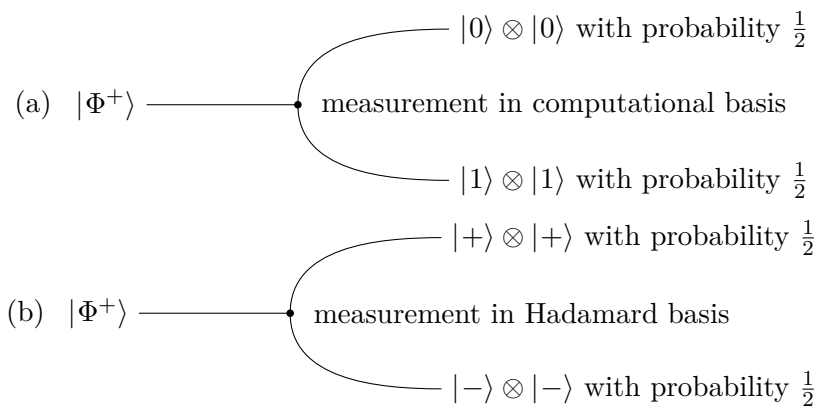 |0⟩ ⊗ |0⟩ with probability 1/2
(a) |Φ⁺⟩ measurement in computational basis
|1⟩ ⊗ |1⟩ with probability 1/2
|+⟩ ⊗ |+⟩ with probability 1/2
(b) |Φ⁺⟩ measurement in Hadamard basis
|−⟩ ⊗ |−⟩ with probability 1/2